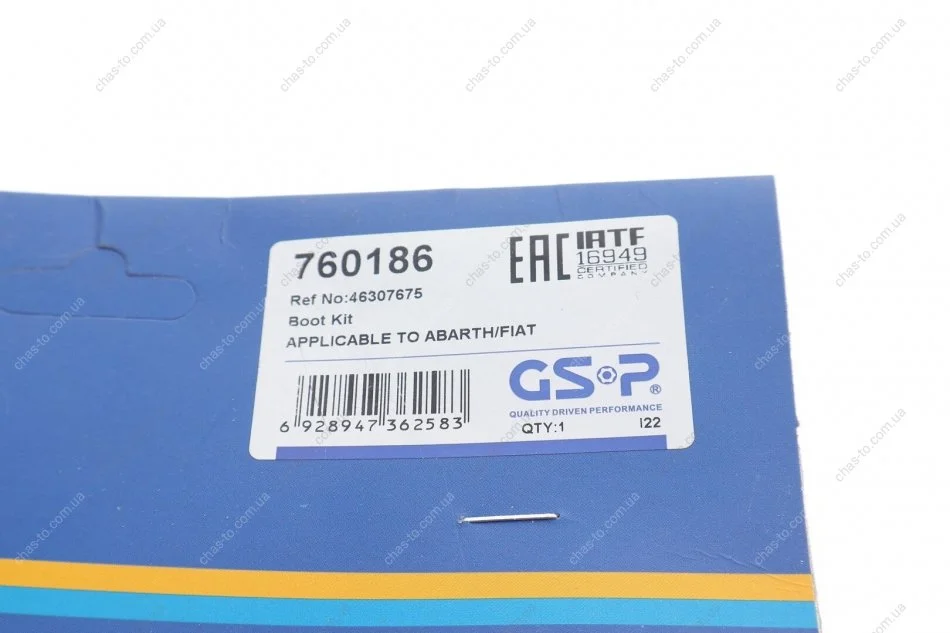 760186
EAC
IATF
16949
CERTIFIED
COMPANY
Ref No:46307675
Boot Kit
APPLICABLE TO ABARTH/FIAT
GSP®
QUALITY DRIVEN PERFORMANCE
6 928947 362583
QTY:1
I22
chas-to.com.ua